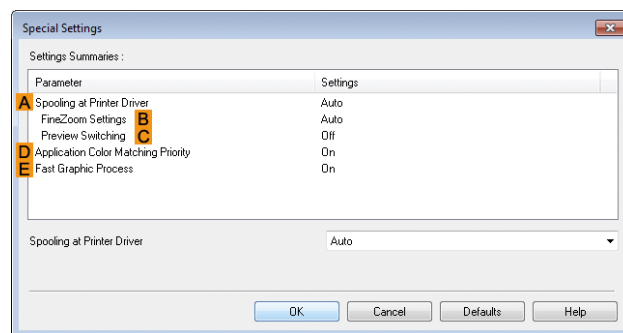 Special Settings
Settings Summaries :
Parameter Settings
A Spooling at Printer Driver Auto
FineZoom Settings B Auto
Preview Switching C Off
D Application Color Matching Priority On
E Fast Graphic Process On
Spooling at Printer Driver Auto
OK Cancel Defaults Help